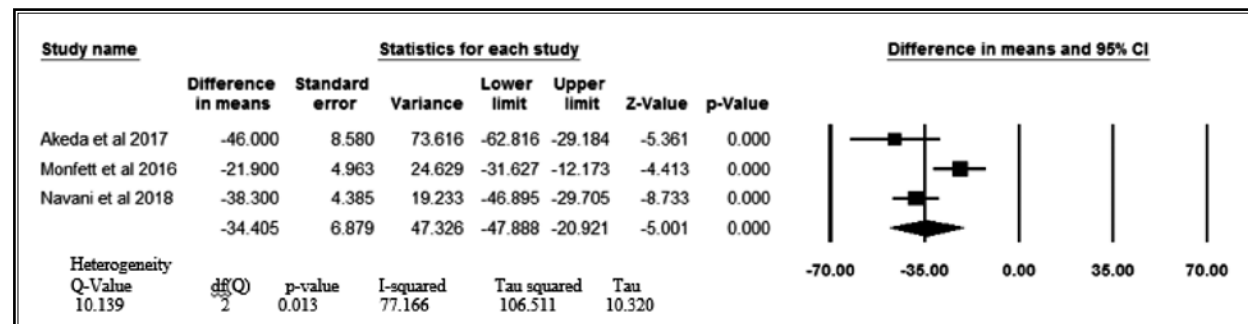 Study name Statistics for each study Difference in means and 95% CI
Difference Standard Lower Upper
in means error Variance limit limit Z-Value p-Value
Akeda et al 2017 -46.000 8.580 73.616 -62.816 -29.184 -5.361 0.000
Monfett et al 2016 -21.900 4.963 24.629 -31.627 -12.173 -4.413 0.000
Navani et al 2018 -38.300 4.385 19.233 -46.895 -29.705 -8.733 0.000
-34.405 6.879 47.326 -47.888 -20.921 -5.001 0.000
-70.00 -35.00 0.00 35.00 70.00
Heterogeneity
Q-Value df(Q) p-value I-squared Tau squared Tau
10.139 2 0.013 77.166 106.511 10.320